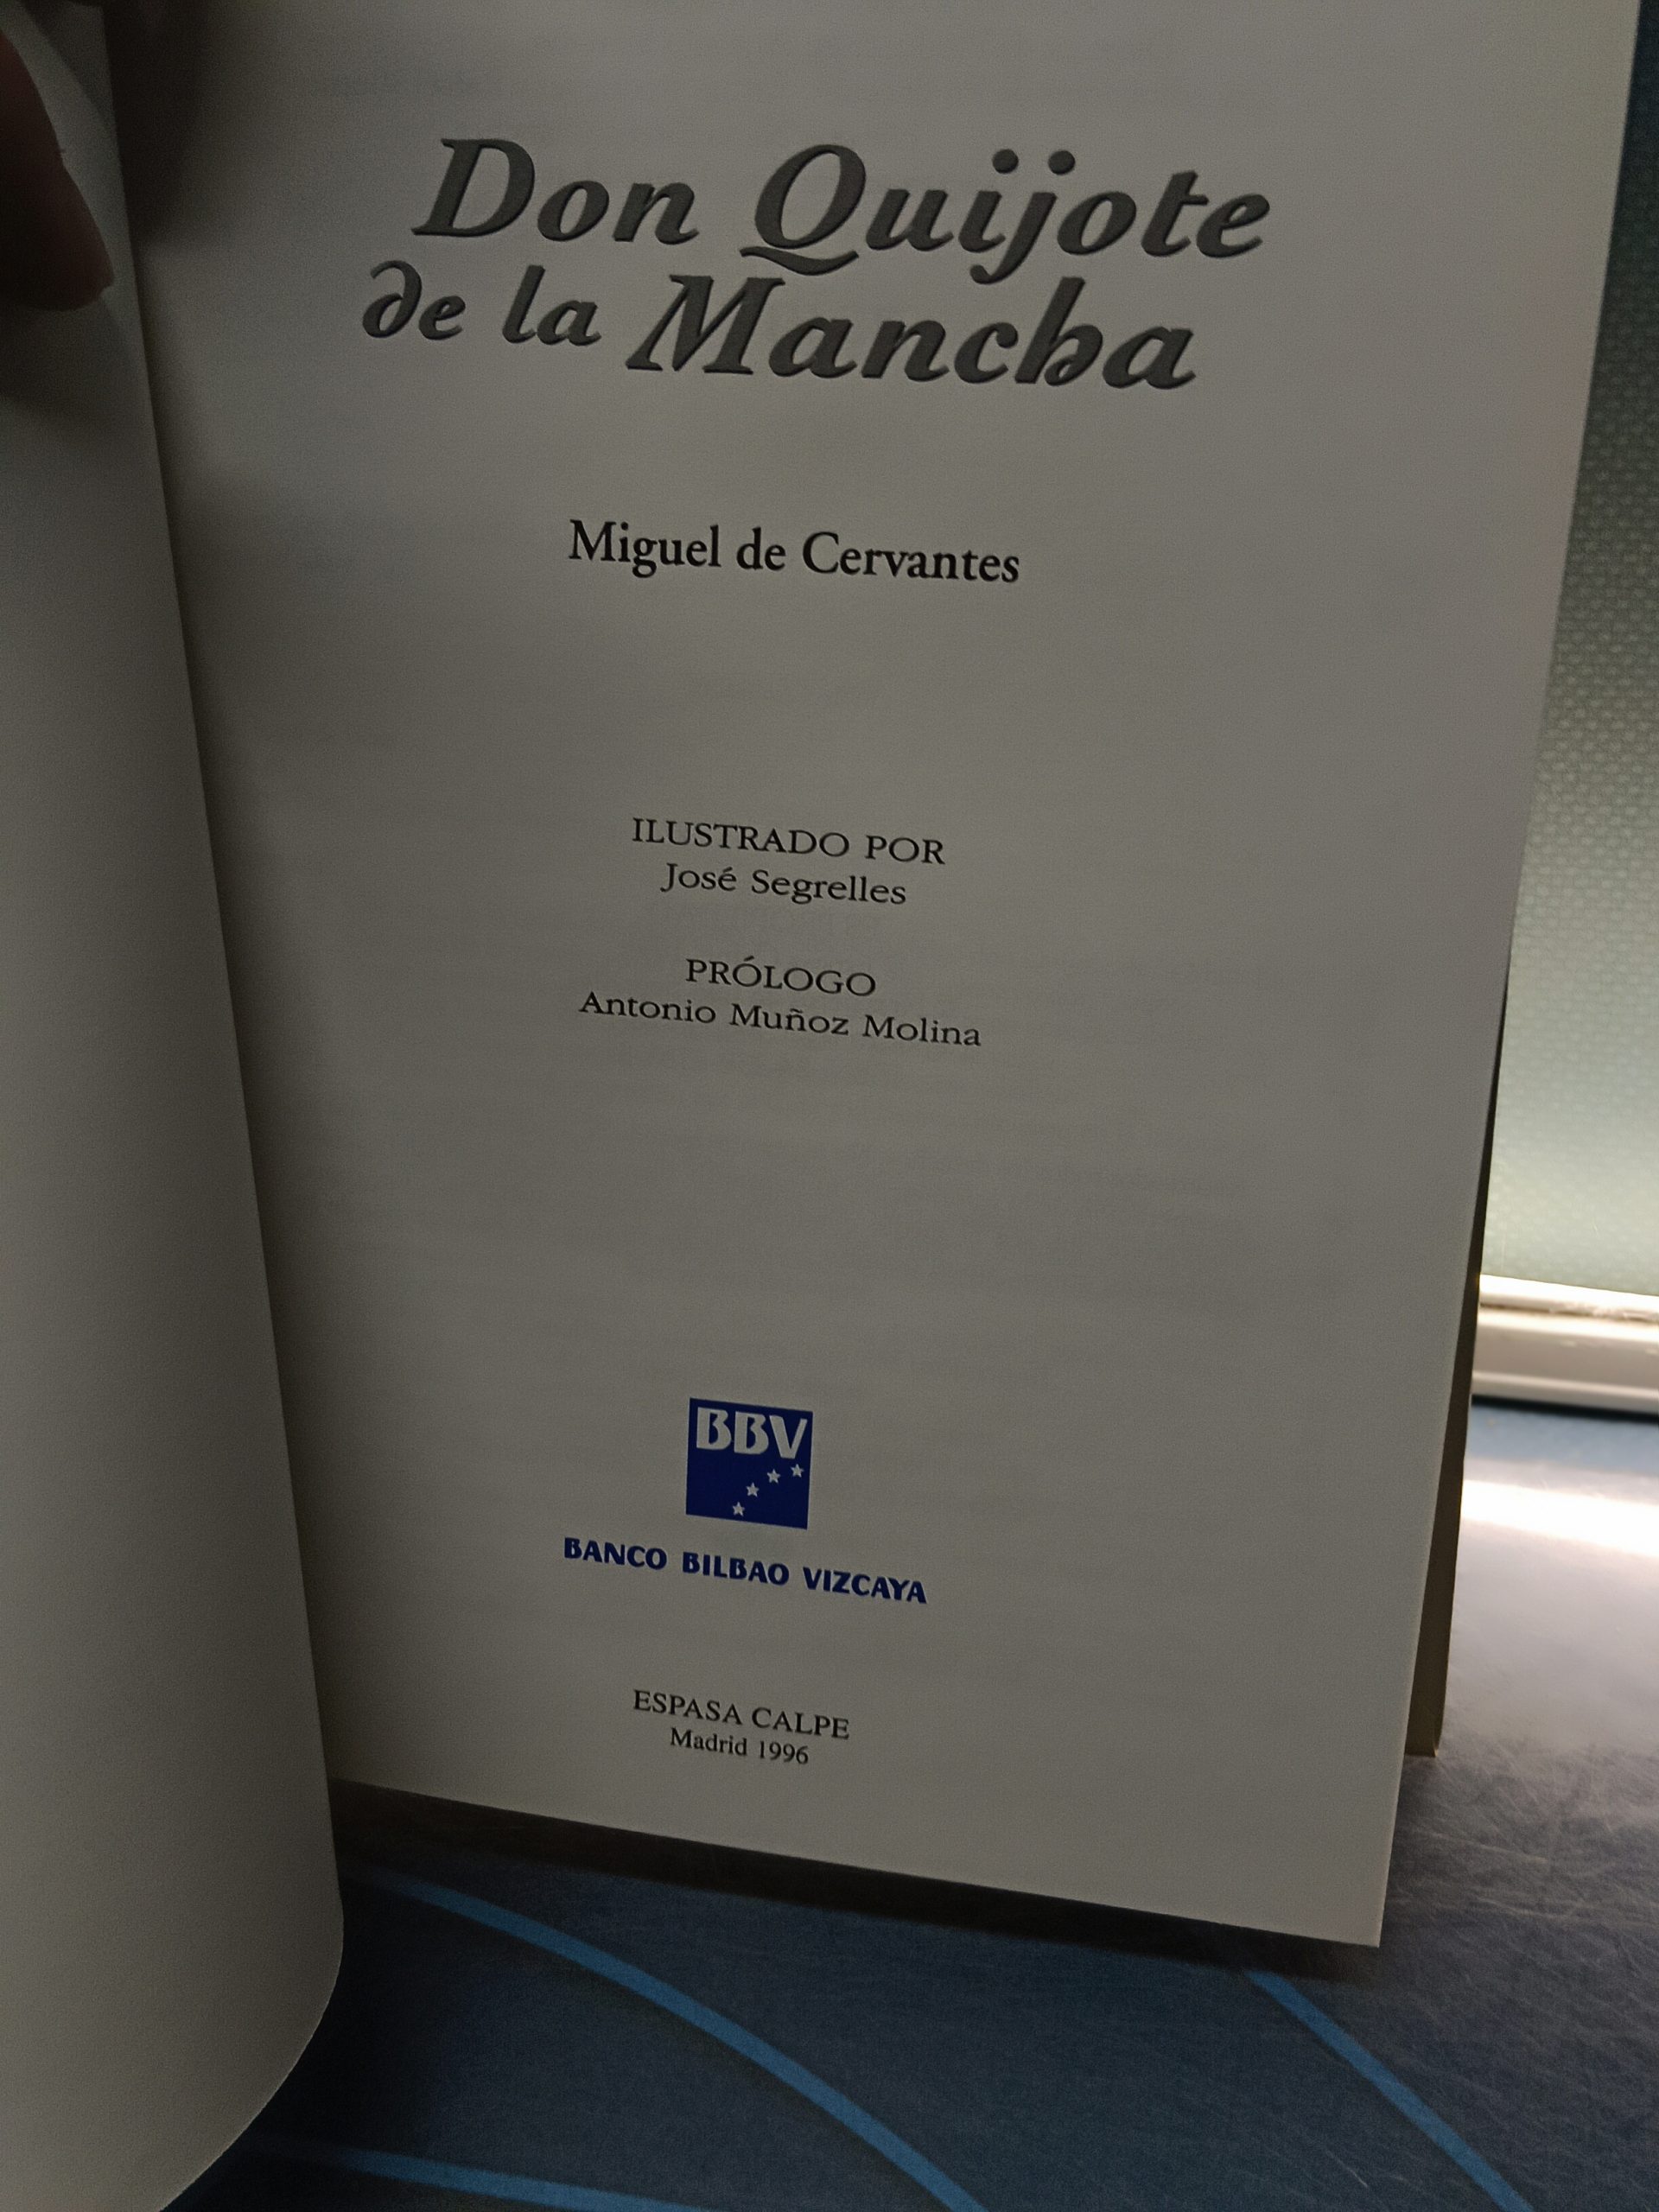 Don Quijote
de la Mancha
Miguel de Cervantes
ILUSTRADO POR
José Segrelles
PRÓLOGO
Antonio Muñoz Molina
BBV
BANCO BILBAO VIZCAYA
ESPASA CALPE
Madrid 1996